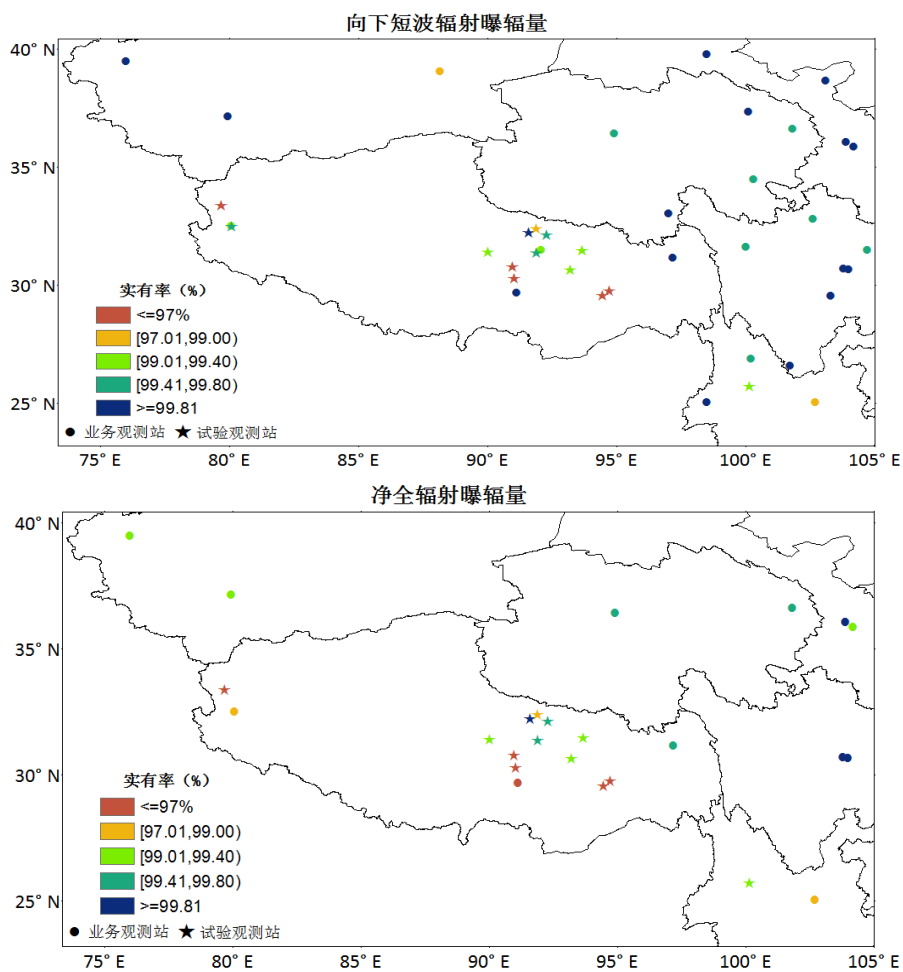 向下短波辐射曝辐量
40° N
35° N
30° N
25° N
实有率（%）
<=97%
[97.01,99.00)
[99.01,99.40)
[99.41,99.80)
>=99.81
业务观测站 试验观测站
75° E 80° E 85° E 90° E 95° E 100° E 105° E
净全辐射曝辐量
40° N
35° N
30° N
25° N
实有率（%）
<=97%
[97.01,99.00)
[99.01,99.40)
[99.41,99.80)
>=99.81
业务观测站 试验观测站
75° E 80° E 85° E 90° E 95° E 100° E 105° E